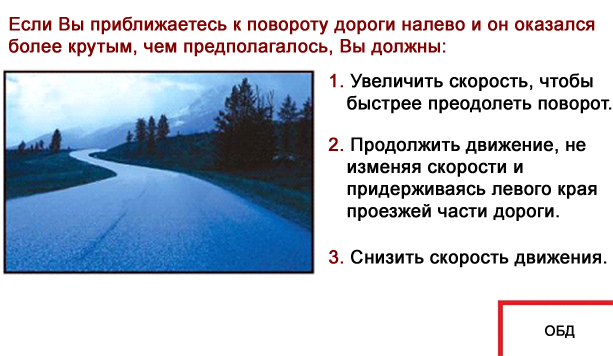 Если Вы приближаетесь к повороту дороги налево и он оказался
более крутым, чем предполагалось, Вы должны:
1. Увеличить скорость, чтобы
быстрее преодолеть поворот.
2. Продолжить движение, не
изменяя скорости и
придерживаясь левого края
проезжей части дороги.
3. Снизить скорость движения.
ОБД